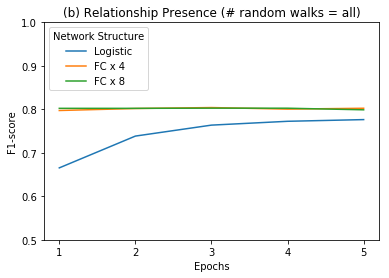 (b) Relationship Presence (# random walks = all)
1.0
0.9
0.8
0.7
0.6
0.5
F1-score
Network Structure
Logistic
FC x 4
FC x 8
1 2 3 4 5
Epochs